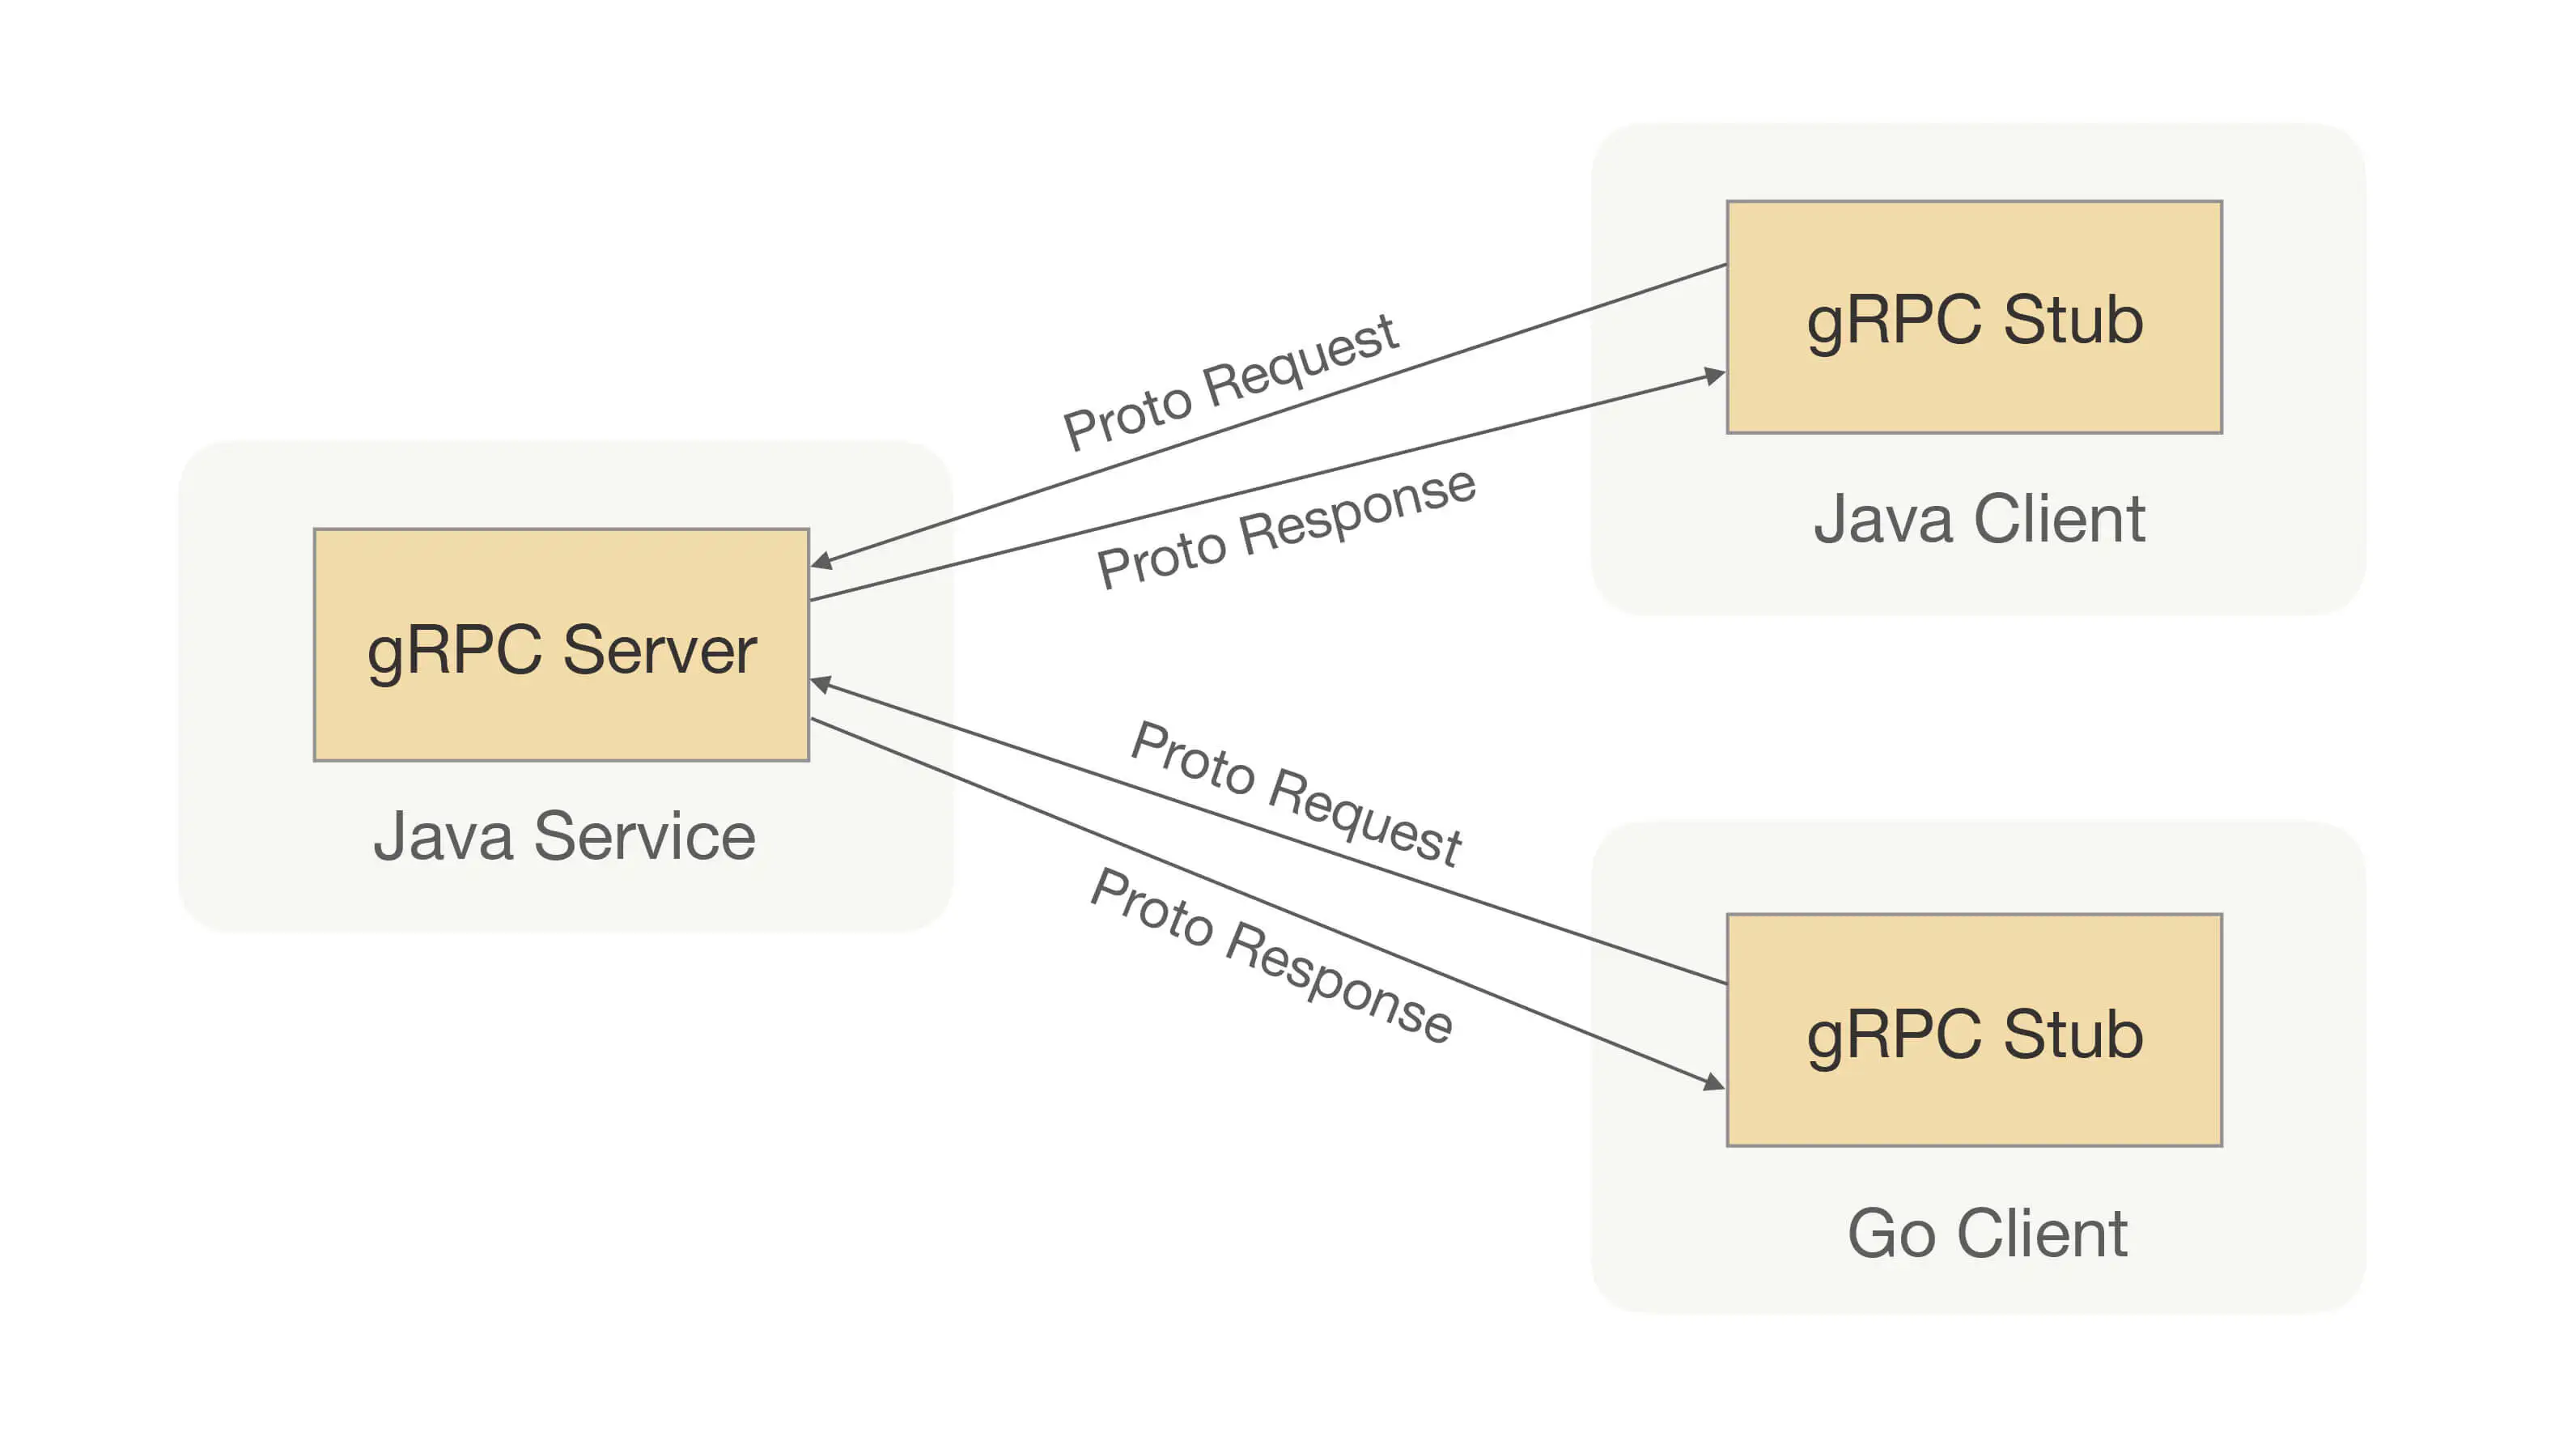 gRPC Server
Java Service
Proto Request
Proto Response
gRPC Stub
Java Client
Proto Request
Proto Response
gRPC Stub
Go Client